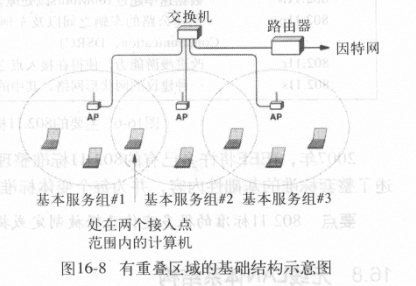 802.11
交换机
路由器
因特网
AP
AP
AP
基本服务组#1 基本服务组#2 基本服务组#3
处在两个接入点
范围内的计算机
图16-8 有重叠区域的基础结构示意图